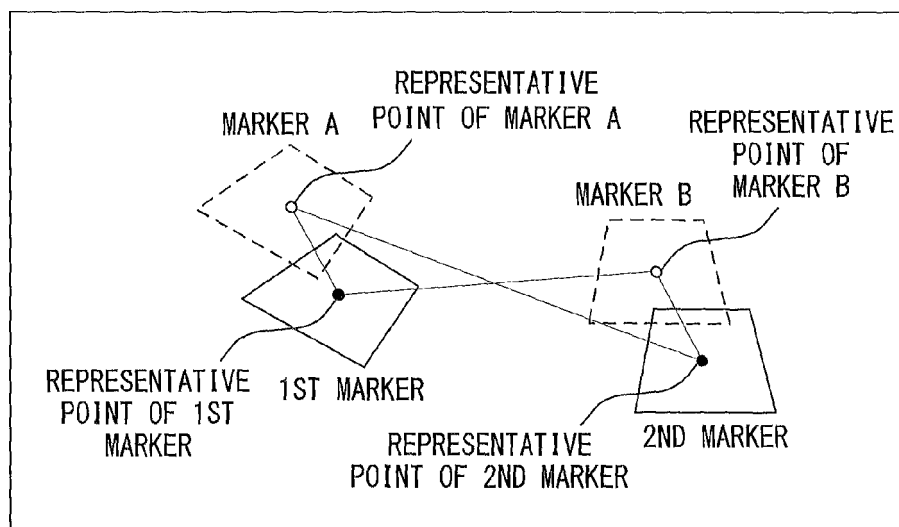 MARKER A
REPRESENTATIVE
POINT OF MARKER A
REPRESENTATIVE
POINT OF
MARKER B
MARKER B
REPRESENTATIVE
POINT OF 1ST
MARKER
1ST MARKER
REPRESENTATIVE
POINT OF 2ND MARKER
2ND MARKER